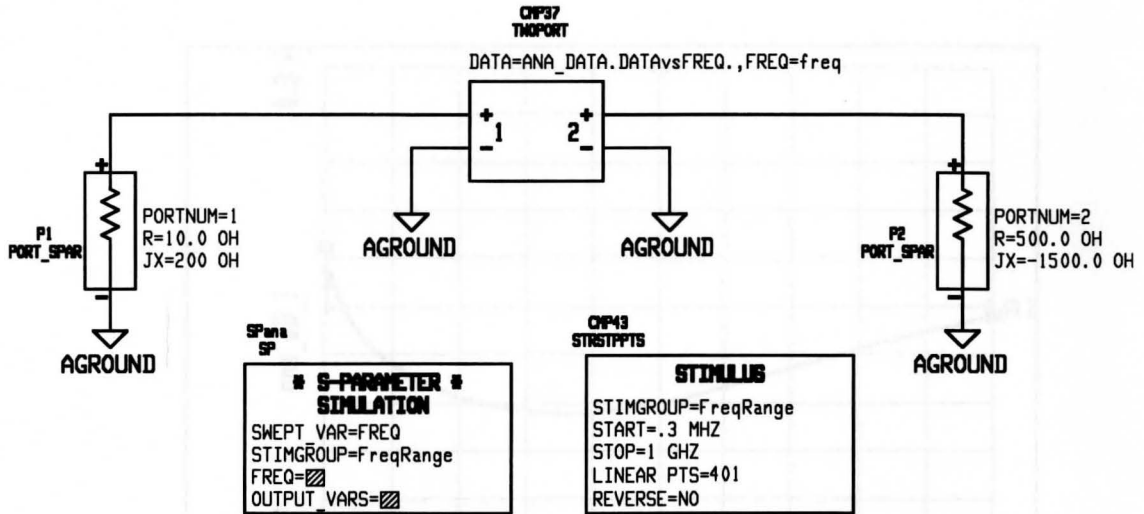 CMP37
TWOPORT
DATA=ANA_DATA.DATAvsFREQ.,FREQ=freq
+ 1 -
2 + -
+
P1
PORT_SPAR
PORTNUM=1
R=10.0 OH
JX=200 OH
-
AGROUND
AGROUND
AGROUND
+
P2
PORT_SPAR
PORTNUM=2
R=500.0 OH
JX=-1500.0 OH
-
AGROUND
SPana
SP
* S-PARAMETER *
SIMULATION
SWEPT_VAR=FREQ
STIMGROUP=FreqRange
FREQ=
OUTPUT_VARS=
CMP43
STRSTPPTS
STIMULUS
STIMGROUP=FreqRange
START=.3 MHZ
STOP=1 GHZ
LINEAR PTS=401
REVERSE=NO